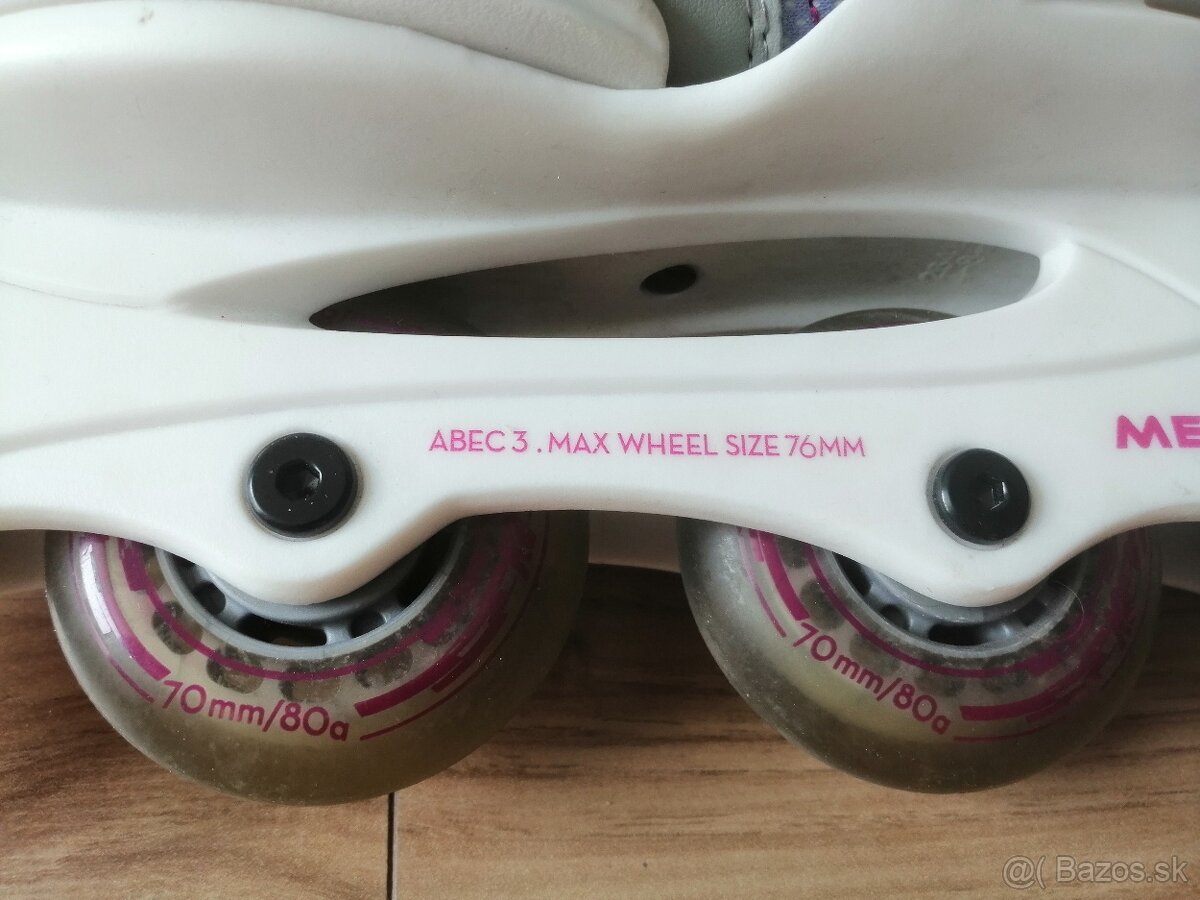 ABEC 3 . MAX WHEEL SIZE 76MM
ME
70mm/80a
70mm/80a
@( Bazos.sk